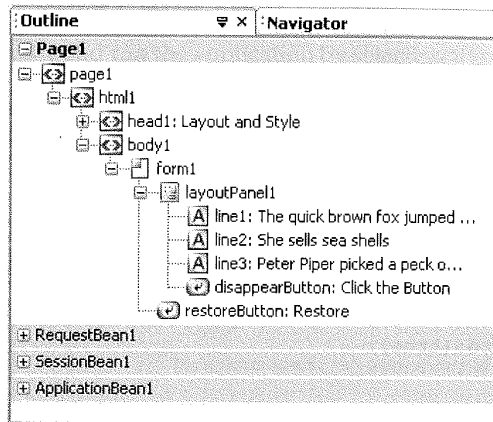 Outline
Navigator
Page1
page1
html1
head1: Layout and Style
body1
form1
layoutPanel1
A line1: The quick brown fox jumped ...
A line2: She sells sea shells
A line3: Peter Piper picked a peck o...
disappearButton: Click the Button
restoreButton: Restore
RequestBean1
SessionBean1
ApplicationBean1